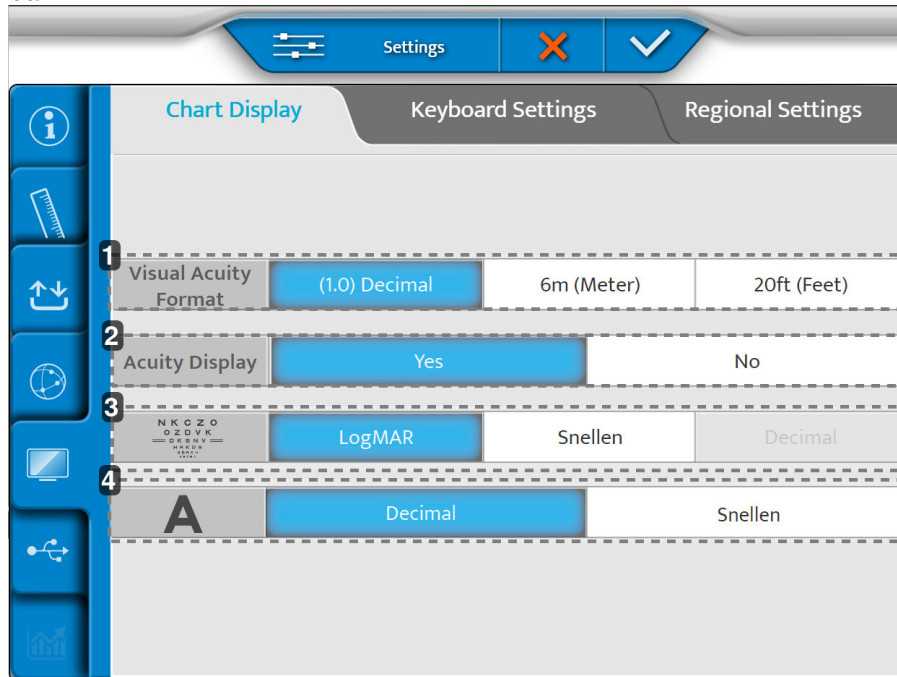 Settings
Chart Display Keyboard Settings Regional Settings
1
Visual Acuity Format (1.0) Decimal 6m (Meter) 20ft (Feet)
2
Acuity Display Yes No
3
N K C Z O
O Z D V K
D K S N V
LogMAR Snellen Decimal
4
A Decimal Snellen